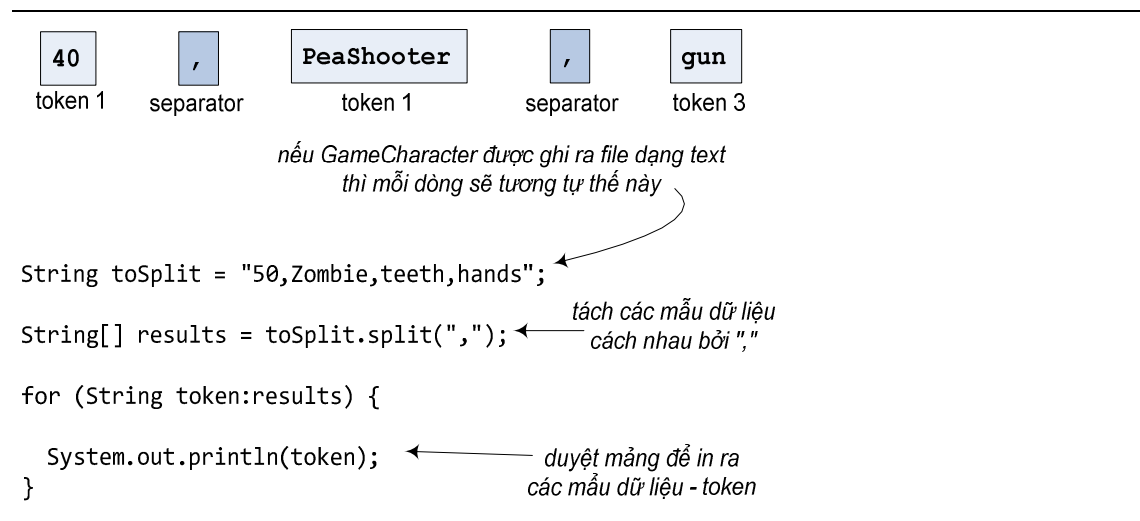 40 , PeaShooter , gun
token 1 separator token 1 separator token 3
nếu GameCharacter được ghi ra file dạng text
thì mỗi dòng sẽ tương tự thế này
String toSplit = "50,Zombie,teeth,hands";
tách các mẫu dữ liệu
String[] results = toSplit.split(",");
cách nhau bởi ","
for (String token:results) {
System.out.println(token);
duyệt mảng để in ra
}
các mẩu dữ liệu - token